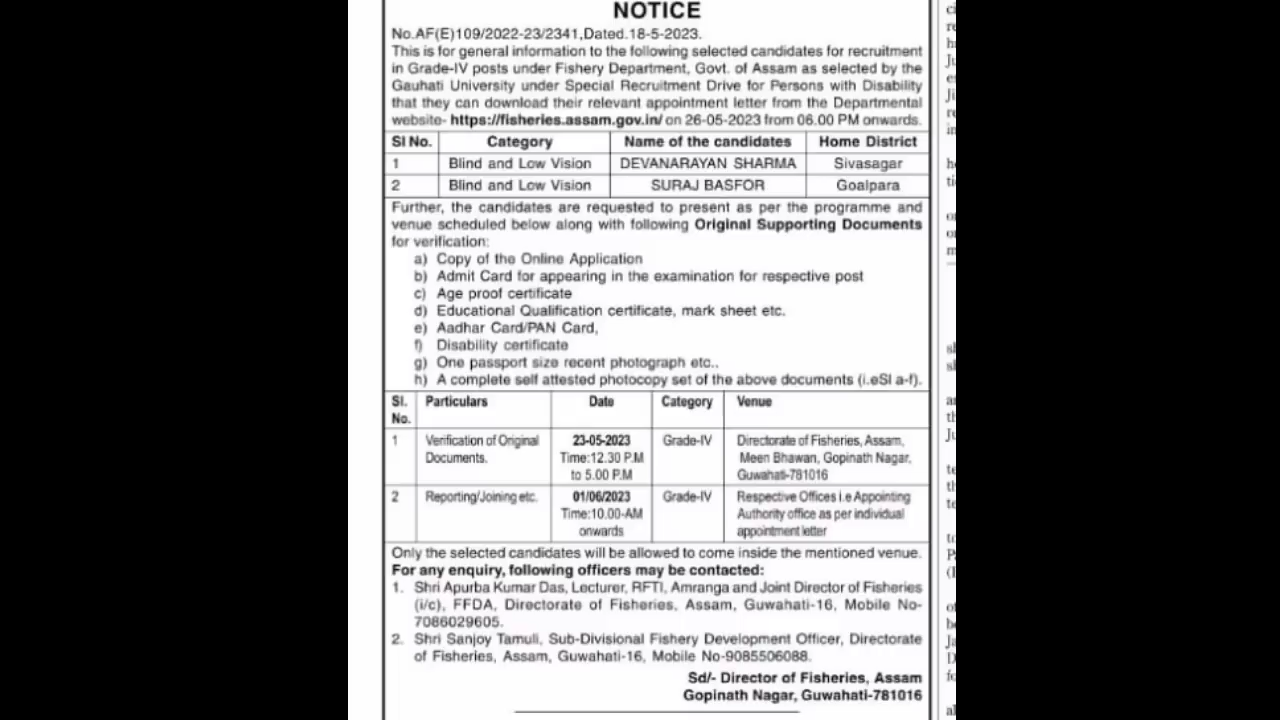 NOTICE
No.AF(E)109/2022-23/2341,Dated.18-5-2023.
This is for general information to the following selected candidates for recruitment
in Grade-IV posts under Fishery Department, Govt. of Assam as selected by the
Gauhati University under Special Recruitment Drive for Persons with Disability
that they can download their relevant appointment letter from the Departmental
website- https://fisheries.assam.gov.in/ on 26-05-2023 from 06.00 PM onwards.
Sl No. Category Name of the candidates Home District
1 Blind and Low Vision DEVANARAYAN SHARMA Sivasagar
2 Blind and Low Vision SURAJ BASFOR Goalpara
Further, the candidates are requested to present as per the programme and
venue scheduled below along with following Original Supporting Documents
for verification:
a) Copy of the Online Application
b) Admit Card for appearing in the examination for respective post
c) Age proof certificate
d) Educational Qualification certificate, mark sheet etc.
e) Aadhar Card/PAN Card,
f) Disability certificate
g) One passport size recent photograph etc..
h) A complete self attested photocopy set of the above documents (i.eSl a-f).
Sl. Particulars Date Category Venue
No.
1 Verification of Original 23-05-2023 Grade-IV Directorate of Fisheries, Assam,
Documents. Time:12.30 P.M Meen Bhawan, Gopinath Nagar,
to 5.00 P.M Guwahati-781016
2 Reporting/Joining etc. 01/06/2023 Grade-IV Respective Offices i.e Appointing
Time:10.00-AM Authority office as per individual
onwards appointment letter
Only the selected candidates will be allowed to come inside the mentioned venue.
For any enquiry, following officers may be contacted:
1. Shri Apurba Kumar Das, Lecturer, RFTI, Amranga and Joint Director of Fisheries
(i/c), FFDA, Directorate of Fisheries, Assam, Guwahati-16, Mobile No-
7086029605.
2. Shri Sanjoy Tamuli, Sub-Divisional Fishery Development Officer, Directorate
of Fisheries, Assam, Guwahati-16, Mobile No-9085506088.
Sd/- Director of Fisheries, Assam
Gopinath Nagar, Guwahati-781016